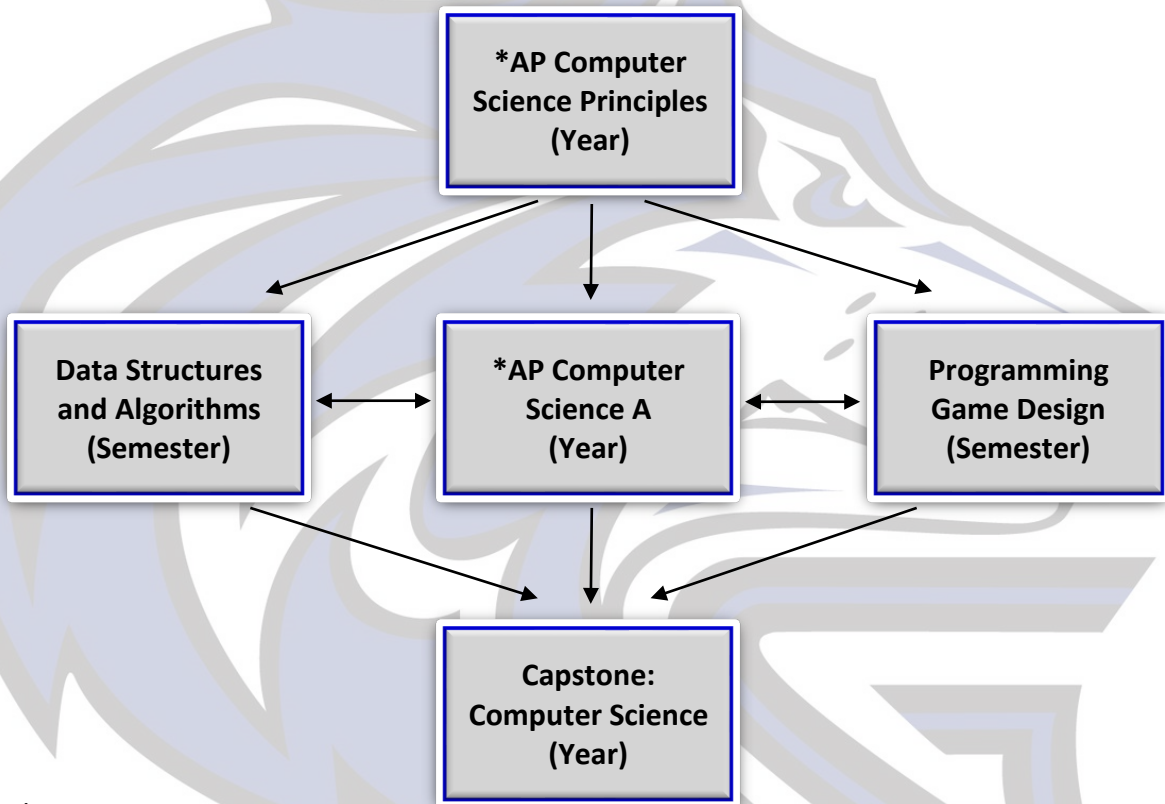 *AP Computer
Science Principles
(Year)
Data Structures
and Algorithms
(Semester)
*AP Computer
Science A
(Year)
Programming
Game Design
(Semester)
Capstone:
Computer Science
(Year)